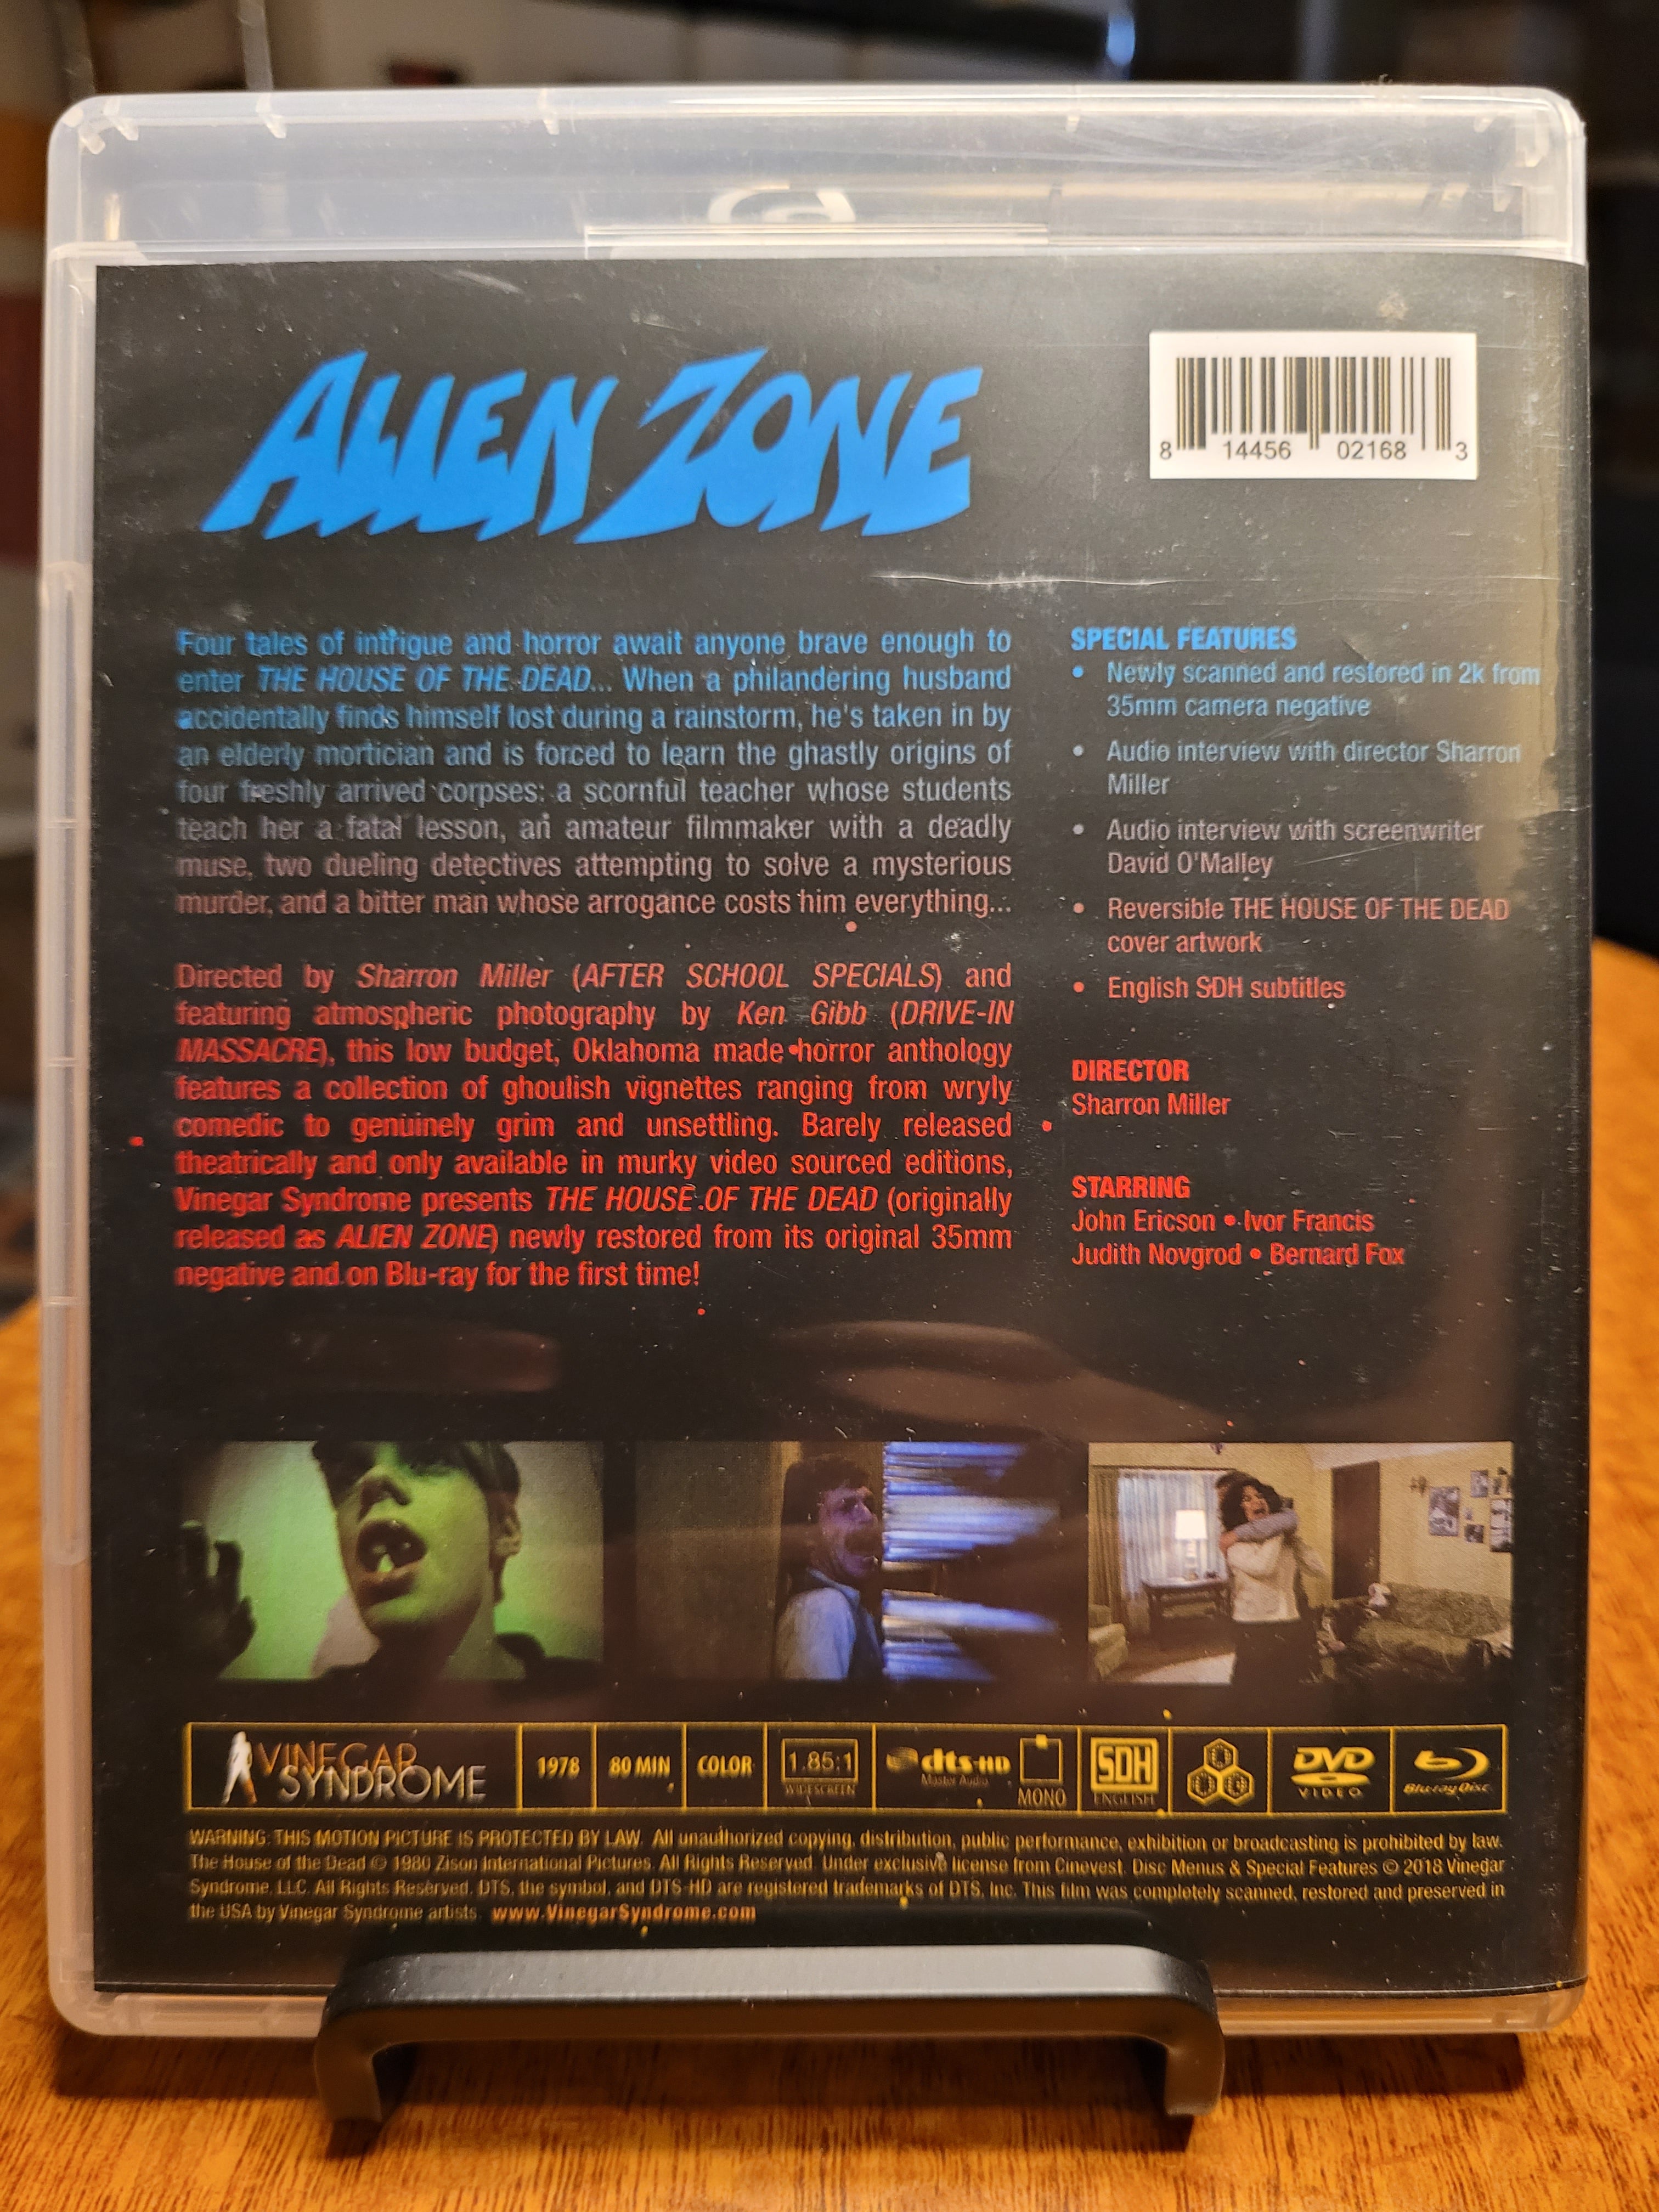 ALIEN ZONE
8 14456 02168 3
Four tales of intrigue and horror await anyone brave enough to
enter THE HOUSE OF THE DEAD... When a philandering husband
accidentally finds himself lost during a rainstorm, he's taken in by
an elderly mortician and is forced to learn the ghastly origins of
four freshly arrived corpses: a scornful teacher whose students
teach her a fatal lesson, an amateur filmmaker with a deadly
muse, two dueling detectives attempting to solve a mysterious
murder, and a bitter man whose arrogance costs him everything...
Directed by Sharron Miller (AFTER SCHOOL SPECIALS) and
featuring atmospheric photography by Ken Gibb (DRIVE-IN
MASSACRE), this low budget, Oklahoma made horror anthology
features a collection of ghoulish vignettes ranging from wryly
comedic to genuinely grim and unsettling. Barely released
theatrically and only available in murky video sourced editions,
Vinegar Syndrome presents THE HOUSE OF THE DEAD (originally
released as ALIEN ZONE) newly restored from its original 35mm
negative and on Blu-ray for the first time!
SPECIAL FEATURES
• Newly scanned and restored in 2k from
35mm camera negative
• Audio interview with director Sharron
Miller
• Audio interview with screenwriter
David O'Malley
• Reversible THE HOUSE OF THE DEAD
cover artwork
• English SDH subtitles
DIRECTOR
Sharron Miller
STARRING
John Ericson • Ivor Francis
Judith Novgrod • Bernard Fox
VINEGAR
SYNDROME
1978
80 MIN
COLOR
1.85:1
WIDESCREEN
dts-HD
Master Audio
MONO
SDH
ENGLISH
DVD
VIDEO
Blu-ray Disc
WARNING: THIS MOTION PICTURE IS PROTECTED BY LAW. All unauthorized copying, distribution, public performance, exhibition or broadcasting is prohibited by law.
The House of the Dead © 1980 Zison International Pictures. All Rights Reserved. Under exclusive license from Cinevest. Disc Menus & Special Features © 2018 Vinegar
Syndrome, LLC. All Rights Reserved. DTS, the symbol, and DTS-HD are registered trademarks of DTS, Inc. This film was completely scanned, restored and preserved in
the USA by Vinegar Syndrome artists. www.VinegarSyndrome.com